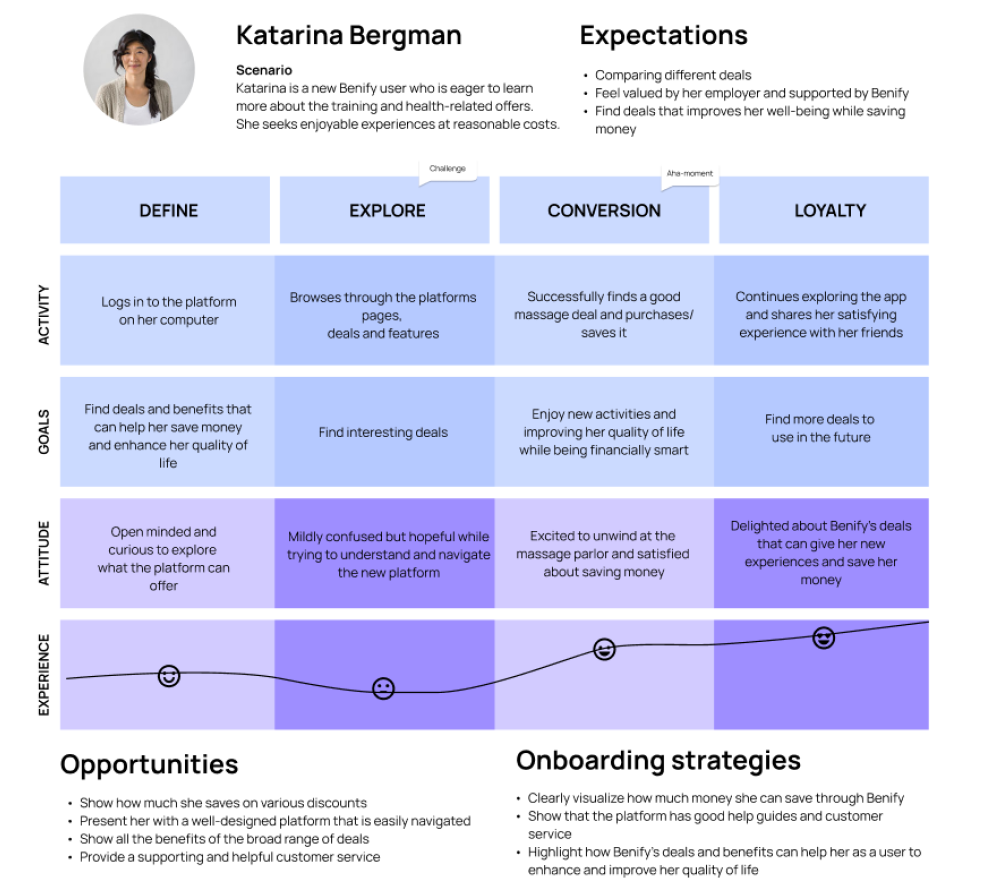 Katarina Bergman
Scenario
Katarina is a new Benify user who is eager to learn
more about the training and health-related offers.
She seeks enjoyable experiences at reasonable costs.
Expectations
• Comparing different deals
• Feel valued by her employer and supported by Benify
• Find deals that improves her well-being while saving
money
Challenge
Aha-moment
DEFINE
EXPLORE
CONVERSION
LOYALTY
ACTIVITY
Logs in to the platform
on her computer
Browses through the platforms
pages,
deals and features
Successfully finds a good
massage deal and purchases/
saves it
Continues exploring the app
and shares her satisfying
experience with her friends
GOALS
Find deals and benefits that
can help her save money
and enhance her quality of
life
Find interesting deals
Enjoy new activities and
improving her quality of life
while being financially smart
Find more deals to
use in the future
ATTITUDE
Open minded and
curious to explore
what the platform can
offer
Mildly confused but hopeful while
trying to understand and navigate
the new platform
Excited to unwind at the
massage parlor and satisfied
about saving money
Delighted about Benify's deals
that can give her new
experiences and save her
money
EXPERIENCE
Opportunities
• Show how much she saves on various discounts
• Present her with a well-designed platform that is easily navigated
• Show all the benefits of the broad range of deals
• Provide a supporting and helpful customer service
Onboarding strategies
• Clearly visualize how much money she can save through Benify
• Show that the platform has good help guides and customer
service
• Highlight how Benify's deals and benefits can help her as a user to
enhance and improve her quality of life